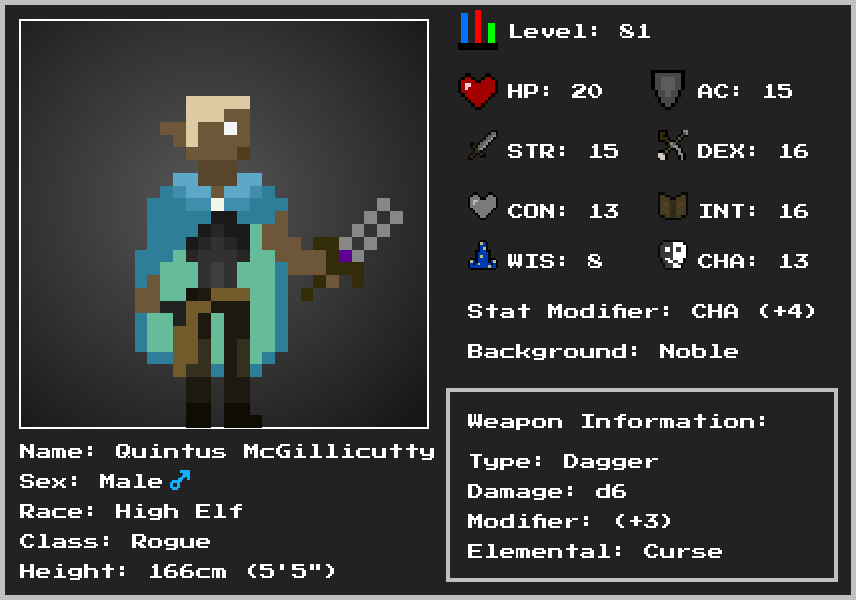 Level: 81
HP: 20 AC: 15
STR: 15 DEX: 16
CON: 13 INT: 16
WIS: 8 CHA: 13
Stat Modifier: CHA (+4)
Background: Noble
Weapon Information:
Type: Dagger
Damage: d6
Modifier: (+3)
Elemental: Curse
Name: Quintus McGillicutty
Sex: Male♂
Race: High Elf
Class: Rogue
Height: 166cm (5'5")